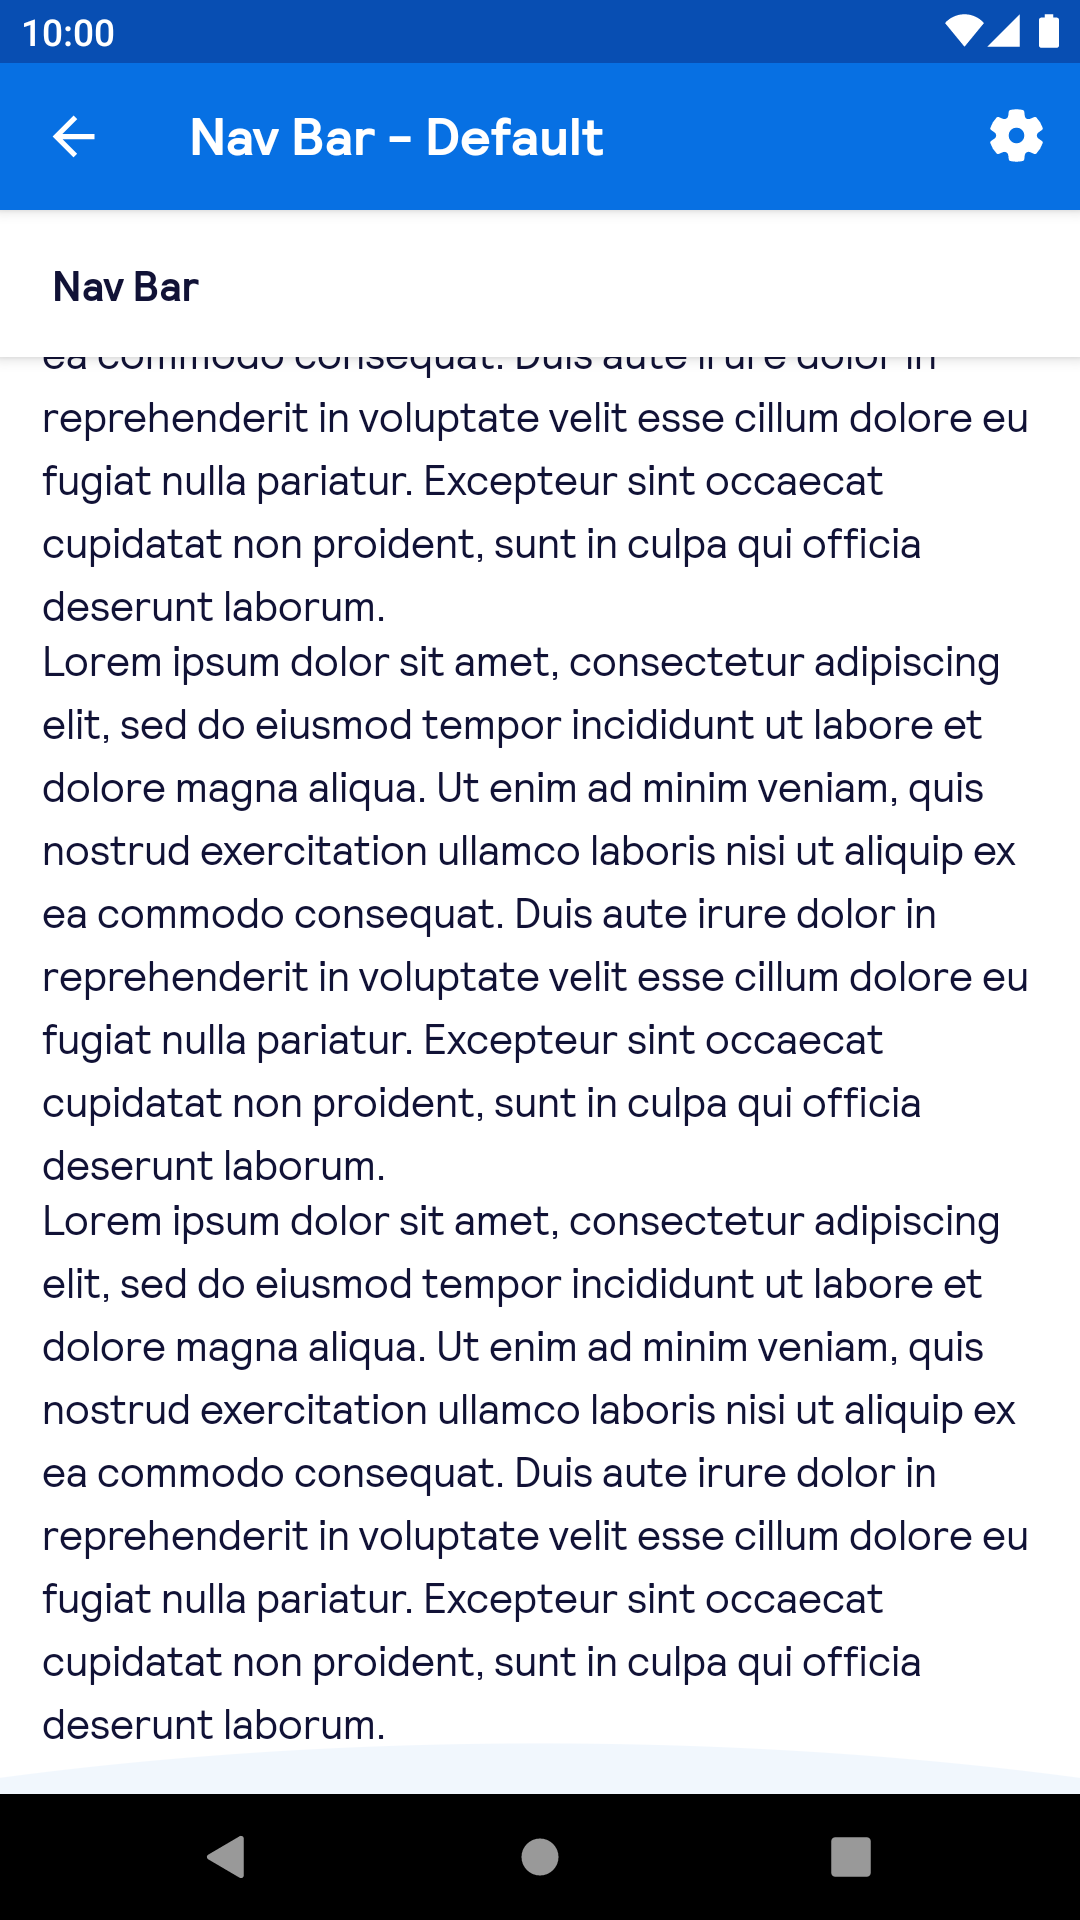 10:00
Nav Bar - Default
Nav Bar
ea commodo consequat. Duis aute irure dolor in
reprehenderit in voluptate velit esse cillum dolore eu
fugiat nulla pariatur. Excepteur sint occaecat
cupidatat non proident, sunt in culpa qui officia
deserunt laborum.
Lorem ipsum dolor sit amet, consectetur adipiscing
elit, sed do eiusmod tempor incididunt ut labore et
dolore magna aliqua. Ut enim ad minim veniam, quis
nostrud exercitation ullamco laboris nisi ut aliquip ex
ea commodo consequat. Duis aute irure dolor in
reprehenderit in voluptate velit esse cillum dolore eu
fugiat nulla pariatur. Excepteur sint occaecat
cupidatat non proident, sunt in culpa qui officia
deserunt laborum.
Lorem ipsum dolor sit amet, consectetur adipiscing
elit, sed do eiusmod tempor incididunt ut labore et
dolore magna aliqua. Ut enim ad minim veniam, quis
nostrud exercitation ullamco laboris nisi ut aliquip ex
ea commodo consequat. Duis aute irure dolor in
reprehenderit in voluptate velit esse cillum dolore eu
fugiat nulla pariatur. Excepteur sint occaecat
cupidatat non proident, sunt in culpa qui officia
deserunt laborum.